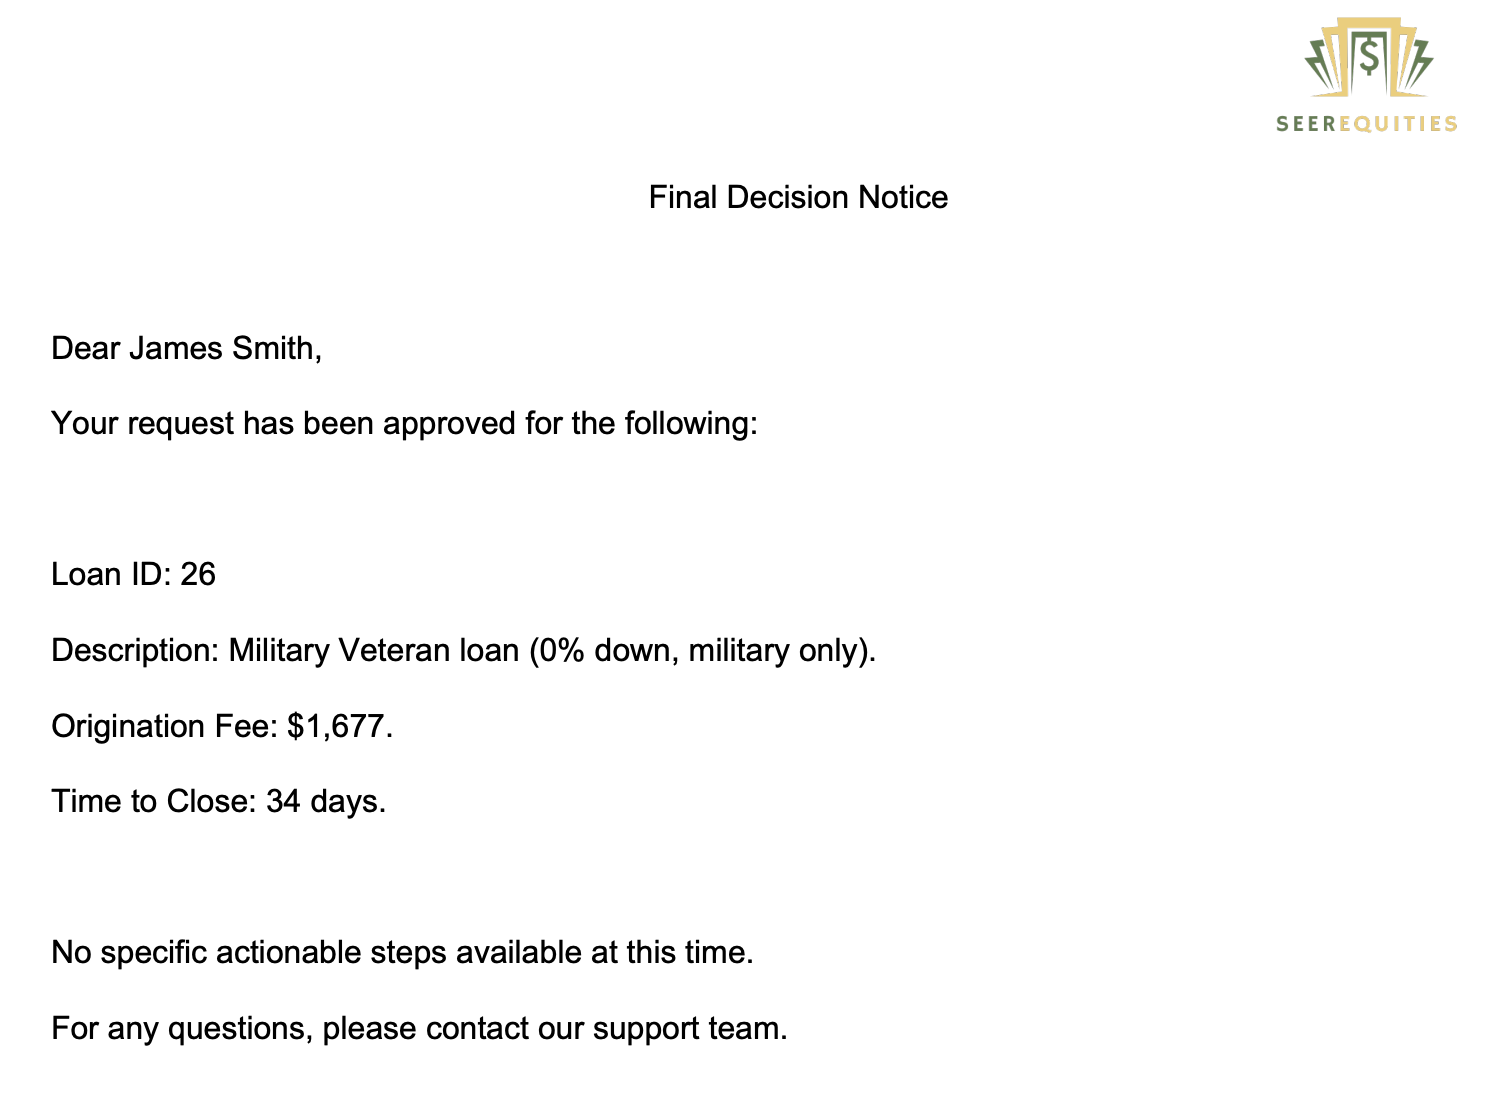 $
SEEREQUITIES
Final Decision Notice
Dear James Smith,
Your request has been approved for the following:
Loan ID: 26
Description: Military Veteran loan (0% down, military only).
Origination Fee: $1,677.
Time to Close: 34 days.
No specific actionable steps available at this time.
For any questions, please contact our support team.